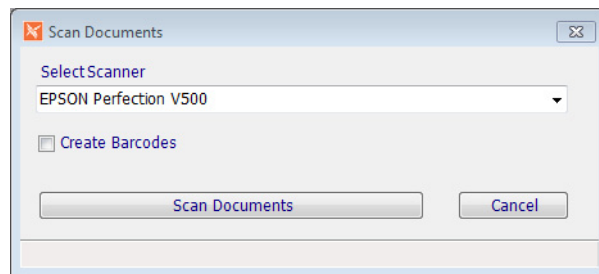 Scan Documents
Select Scanner
EPSON Perfection V500
Create Barcodes
Scan Documents Cancel